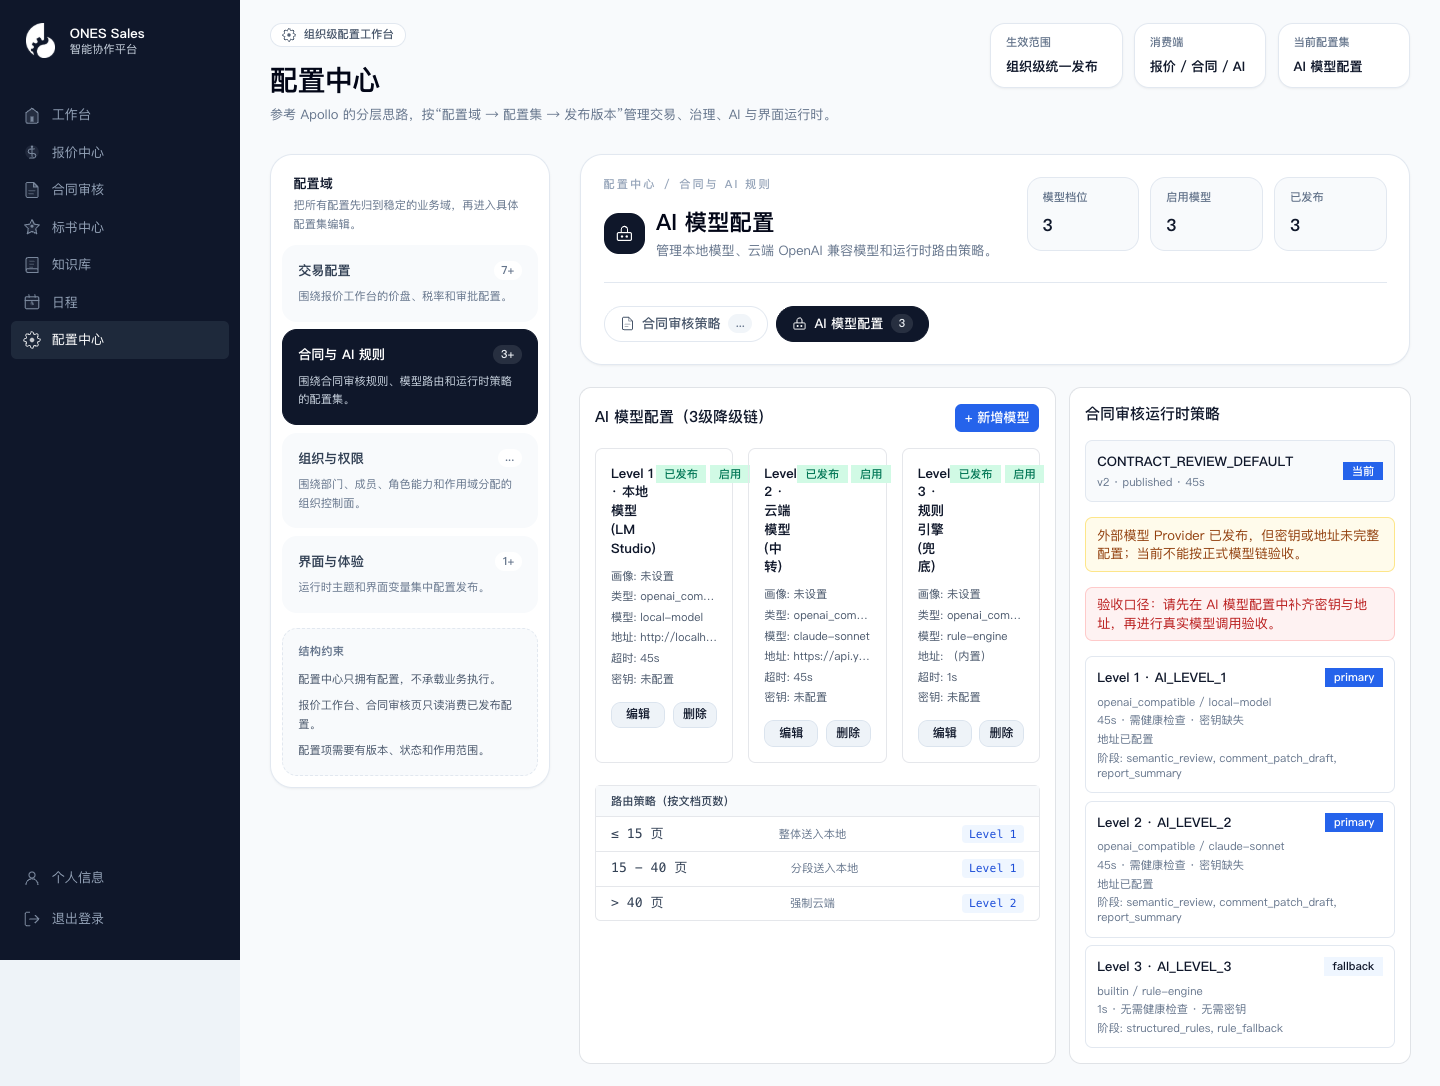 ONES Sales
智能协作平台
工作台
报价中心
合同审核
标书中心
知识库
日程
配置中心
个人信息
退出登录
组织级配置工作台
配置中心
参考 Apollo 的分层思路，按“配置域 → 配置集 → 发布版本”管理交易、治理、AI 与界面运行时。
生效范围
组织级统一发布
消费端
报价 / 合同 / AI
当前配置集
AI 模型配置
配置域
把所有配置先归到稳定的业务域，再进入具体
配置集编辑。
交易配置
7+
围绕报价工作台的价盘、税率和审批配置。
合同与 AI 规则
3+
围绕合同审核规则、模型路由和运行时策略
的配置集。
组织与权限
...
围绕部门、成员、角色能力和作用域分配的
组织控制面。
界面与体验
1+
运行时主题和界面变量集中配置发布。
结构约束
配置中心只拥有配置，不承载业务执行。
报价工作台、合同审核页只读消费已发布配
置。
配置项需要有版本、状态和作用范围。
配置中心 / 合同与 AI 规则
AI 模型配置
管理本地模型、云端 OpenAI 兼容模型和运行时路由策略。
模型档位
3
启用模型
3
已发布
3
合同审核策略 ...
AI 模型配置 3
AI 模型配置（3级降级链）
+ 新增模型
Level 1
· 本地
模型
(LM
Studio)
已发布 启用
画像: 未设置
类型: openai_com...
模型: local-model
地址: http://localh...
超时: 45s
密钥: 未配置
编辑 删除
Level
2 ·
云端
模型
(中
转)
已发布 启用
画像: 未设置
类型: openai_com...
模型: claude-sonnet
地址: https://api.y...
超时: 45s
密钥: 未配置
编辑 删除
Level
3 ·
规则
引擎
(兜
底)
已发布 启用
画像: 未设置
类型: openai_com...
模型: rule-engine
地址: （内置）
超时: 1s
密钥: 未配置
编辑 删除
路由策略（按文档页数）
≤ 15 页 整体送入本地 Level 1
15 – 40 页 分段送入本地 Level 1
> 40 页 强制云端 Level 2
合同审核运行时策略
CONTRACT_REVIEW_DEFAULT
v2 · published · 45s
当前
外部模型 Provider 已发布，但密钥或地址未完整
配置；当前不能按正式模型链验收。
验收口径：请先在 AI 模型配置中补齐密钥与地
址，再进行真实模型调用验收。
Level 1 · AI_LEVEL_1
primary
openai_compatible / local-model
45s · 需健康检查 · 密钥缺失
地址已配置
阶段: semantic_review, comment_patch_draft,
report_summary
Level 2 · AI_LEVEL_2
primary
openai_compatible / claude-sonnet
45s · 需健康检查 · 密钥缺失
地址已配置
阶段: semantic_review, comment_patch_draft,
report_summary
Level 3 · AI_LEVEL_3
fallback
builtin / rule-engine
1s · 无需健康检查 · 无需密钥
阶段: structured_rules, rule_fallback